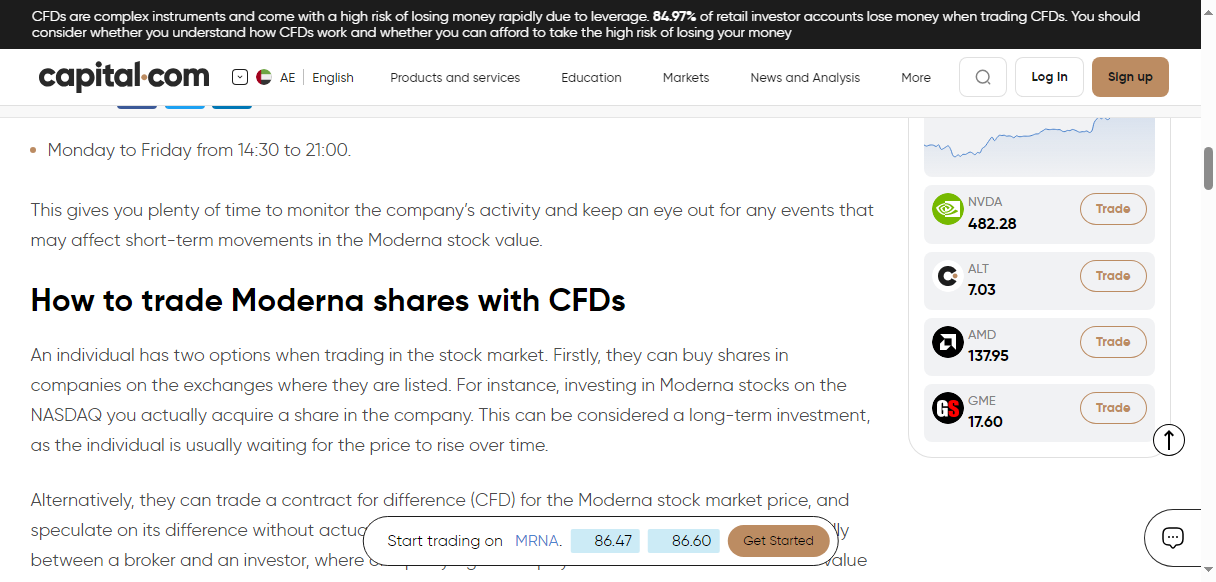 CFDs are complex instruments and come with a high risk of losing money rapidly due to leverage. 84.97% of retail investor accounts lose money when trading CFDs. You should
consider whether you understand how CFDs work and whether you can afford to take the high risk of losing your money
capital.com
AE English
Products and services
Education
Markets
News and Analysis
More
Log In
Sign up
Monday to Friday from 14:30 to 21:00.
This gives you plenty of time to monitor the company’s activity and keep an eye out for any events that
may affect short-term movements in the Moderna stock value.
How to trade Moderna shares with CFDs
An individual has two options when trading in the stock market. Firstly, they can buy shares in
companies on the exchanges where they are listed. For instance, investing in Moderna stocks on the
NASDAQ you actually acquire a share in the company. This can be considered a long-term investment,
as the individual is usually waiting for the price to rise over time.
Alternatively, they can trade a contract for difference (CFD) for the Moderna stock market price, and
speculate on its difference without
between a broker and an investor, where
value
Start trading on MRNA. 86.47 86.60 Get Started
NVDA
482.28
Trade
ALT
7.03
Trade
AMD
137.95
Trade
GS
GME
17.60
Trade